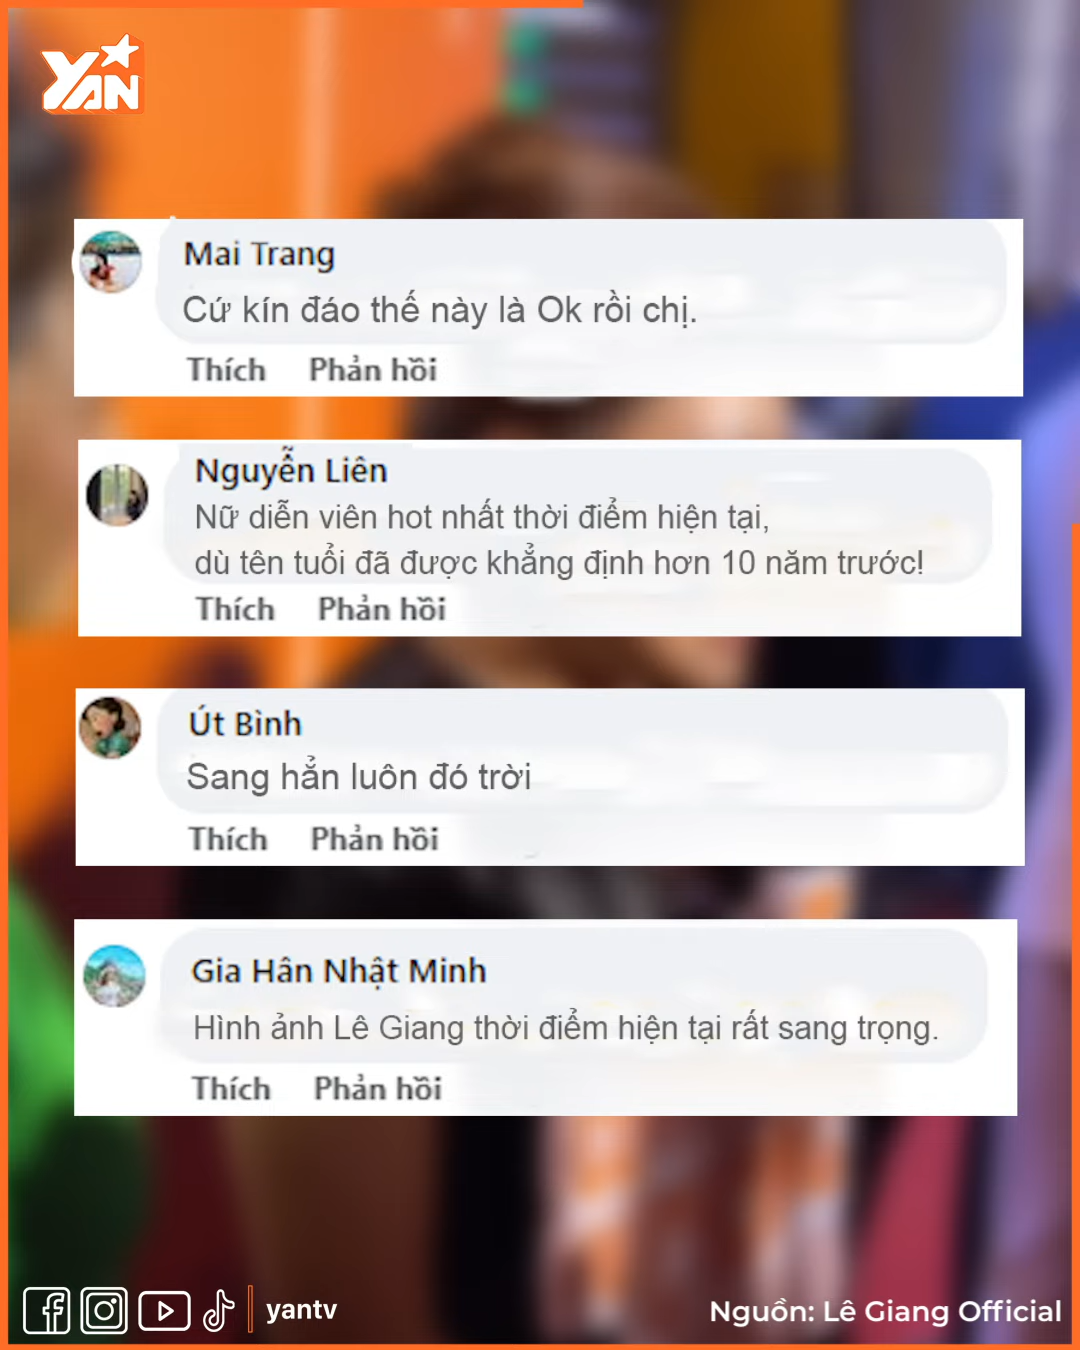 YAN
Mai Trang
Cứ kín đáo thế này là Ok rồi chị.
Thích Phản hồi
Nguyễn Liên
Nữ diễn viên hot nhất thời điểm hiện tại,
dù tên tuổi đã được khẳng định hơn 10 năm trước!
Thích Phản hồi
Út Bình
Sang hẳn luôn đó trời
Thích Phản hồi
Gia Hân Nhật Minh
Hình ảnh Lê Giang thời điểm hiện tại rất sang trọng.
Thích Phản hồi
yantv
Nguồn: Lê Giang Official